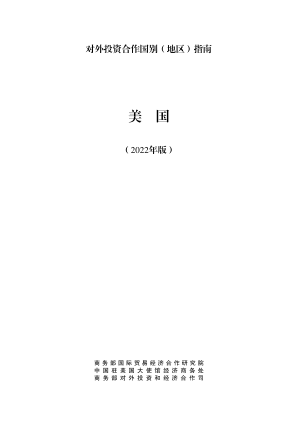 对外投资合作国别（地区）指南
美 国
（2022年版）
商务部国际贸易经济合作研究院
中国驻美国大使馆经济商务处
商务部对外投资和经济合作司